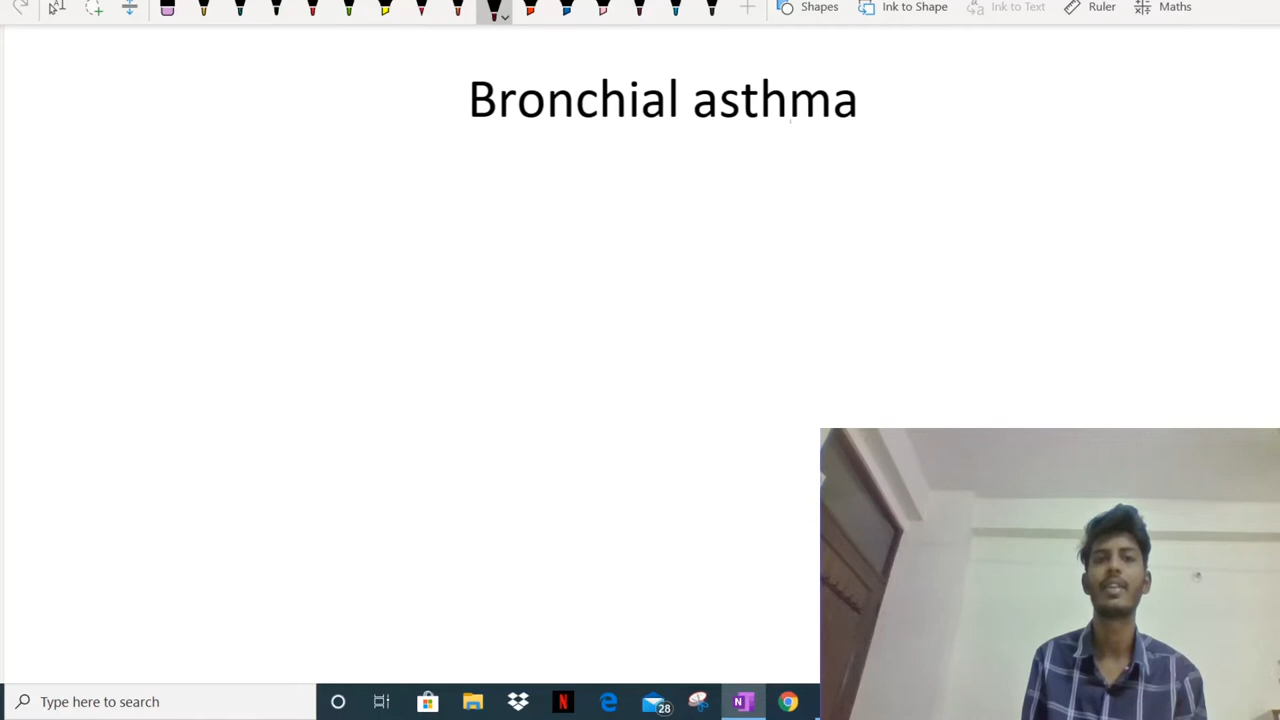 Shapes Ink to Shape Ink to Text Ruler Maths
Bronchial asthma
Type here to search
28